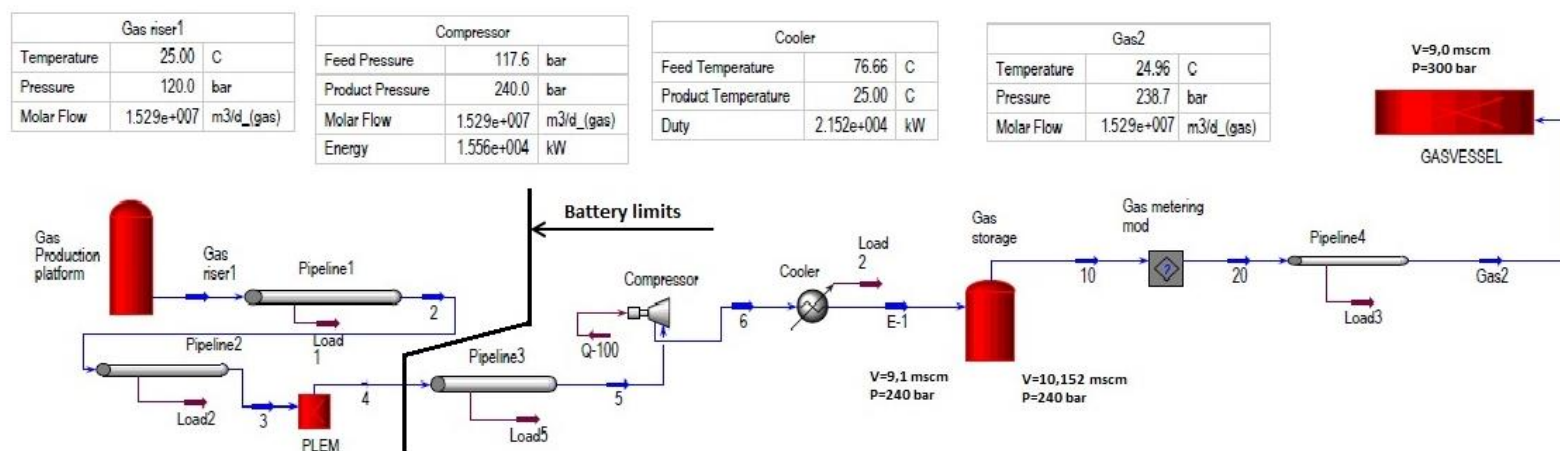 Gas riser1
Temperature 25.00 C
Pressure 120.0 bar
Molar Flow 1.529e+007 m3/d_(gas)
Compressor
Feed Pressure 117.6 bar
Product Pressure 240.0 bar
Molar Flow 1.529e+007 m3/d_(gas)
Energy 1.556e+004 kW
Cooler
Feed Temperature 76.66 C
Product Temperature 25.00 C
Duty 2.152e+004 kW
Gas2
Temperature 24.96 C
Pressure 238.7 bar
Molar Flow 1.529e+007 m3/d_(gas)
V=9,0 mscm
P=300 bar
GASVESSEL
Battery limits
Gas
Production
platform
Gas
riser1
Pipeline1
2
Load
1
Pipeline2
Load2
3
PLEM
4
Pipeline3
Load5
5
Compressor
Q-100
6
Cooler
Load
2
E-1
Gas
storage
V=9,1 mscm
P=240 bar
V=10,152 mscm
P=240 bar
10
Gas metering
mod
?
20
Pipeline4
Load3
Gas2